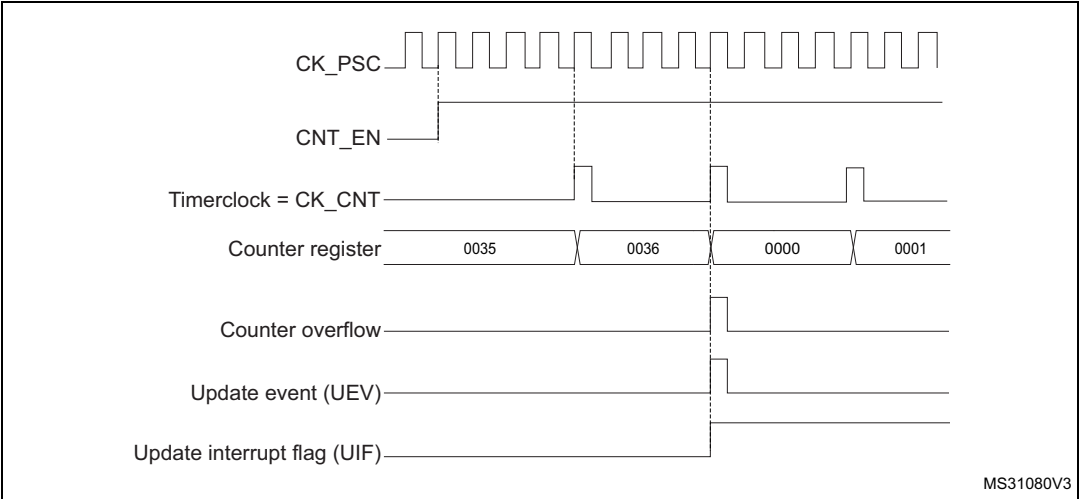 CK_PSC
CNT_EN
Timerclock = CK_CNT
Counter register 0035 0036 0000 0001
Counter overflow
Update event (UEV)
Update interrupt flag (UIF)
MS31080V3